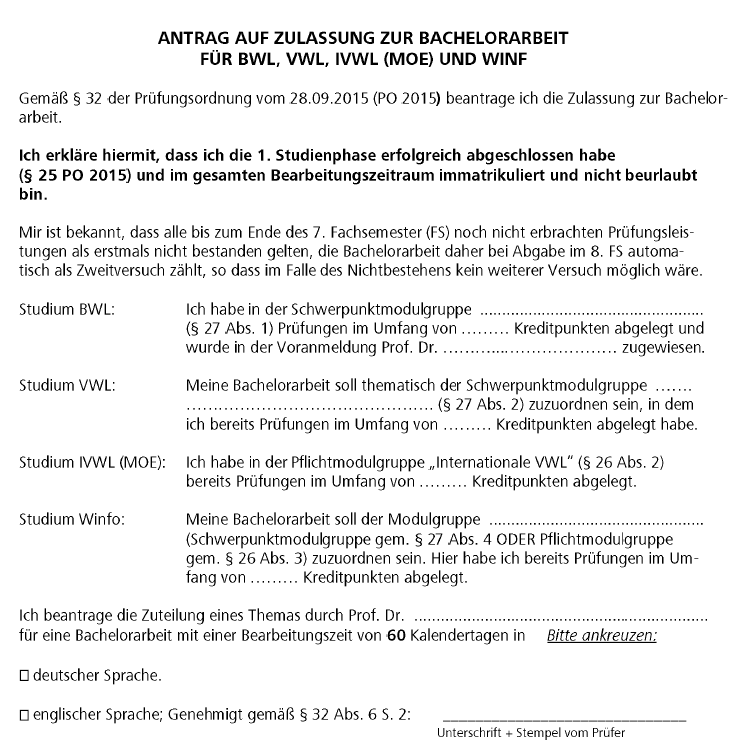 ANTRAG AUF ZULASSUNG ZUR BACHELORARBEIT
FÜR BWL, VWL, IVWL (MOE) UND WINF
Gemäß § 32 der Prüfungsordnung vom 28.09.2015 (PO 2015) beantrage ich die Zulassung zur Bachelor-
arbeit.
Ich erkläre hiermit, dass ich die 1. Studienphase erfolgreich abgeschlossen habe
(§ 25 PO 2015) und im gesamten Bearbeitungszeitraum immatrikuliert und nicht beurlaubt
bin.
Mir ist bekannt, dass alle bis zum Ende des 7. Fachsemester (FS) noch nicht erbrachten Prüfungsleis-
tungen als erstmals nicht bestanden gelten, die Bachelorarbeit daher bei Abgabe im 8. FS automa-
tisch als Zweitversuch zählt, so dass im Falle des Nichtbestehens kein weiterer Versuch möglich wäre.
Studium BWL: Ich habe in der Schwerpunktmodulgruppe ...................................................
(§ 27 Abs. 1) Prüfungen im Umfang von ......... Kreditpunkten abgelegt und
wurde in der Voranmeldung Prof. Dr. ........................................ zugewiesen.
Studium VWL: Meine Bachelorarbeit soll thematisch der Schwerpunktmodulgruppe .......
.............................................. (§ 27 Abs. 2) zuzuordnen sein, in dem
ich bereits Prüfungen im Umfang von ......... Kreditpunkten abgelegt habe.
Studium IVWL (MOE): Ich habe in der Pflichtmodulgruppe „Internationale VWL“ (§ 26 Abs. 2)
bereits Prüfungen im Umfang von ......... Kreditpunkten abgelegt.
Studium Winfo: Meine Bachelorarbeit soll der Modulgruppe .................................................
(Schwerpunktmodulgruppe gem. § 27 Abs. 4 ODER Pflichtmodulgruppe
gem. § 26 Abs. 3) zuzuordnen sein. Hier habe ich bereits Prüfungen im Um-
fang von ......... Kreditpunkten abgelegt.
Ich beantrage die Zuteilung eines Themas durch Prof. Dr. ...................................................................
für eine Bachelorarbeit mit einer Bearbeitungszeit von 60 Kalendertagen in Bitte ankreuzen:
☐ deutscher Sprache.
☐ englischer Sprache; Genehmigt gemäß § 32 Abs. 6 S. 2: ________________________________
Unterschrift + Stempel vom Prüfer